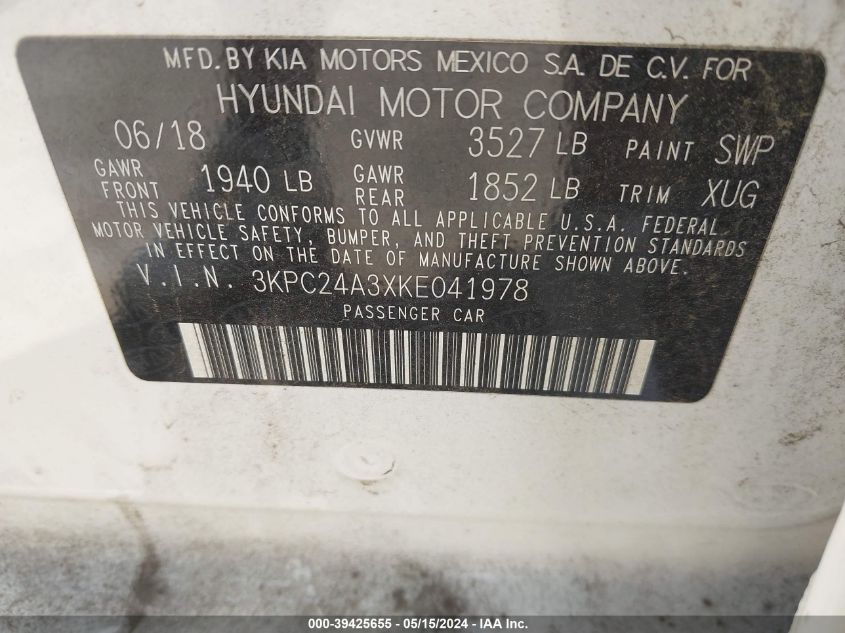 MFD. BY KIA MOTORS MEXICO S.A. DE C.V. FOR
HYUNDAI MOTOR COMPANY
06/18 GVWR 3527 LB PAINT SWP
GAWR FRONT 1940 LB GAWR REAR 1852 LB TRIM XUG
THIS VEHICLE CONFORMS TO ALL APPLICABLE U.S.A. FEDERAL
MOTOR VEHICLE SAFETY, BUMPER, AND THEFT PREVENTION STANDARDS
IN EFFECT ON THE DATE OF MANUFACTURE SHOWN ABOVE.
V.I.N. 3KPC24A3XKE041978
PASSENGER CAR
000-39425655 - 05/15/2024 - IAA Inc.